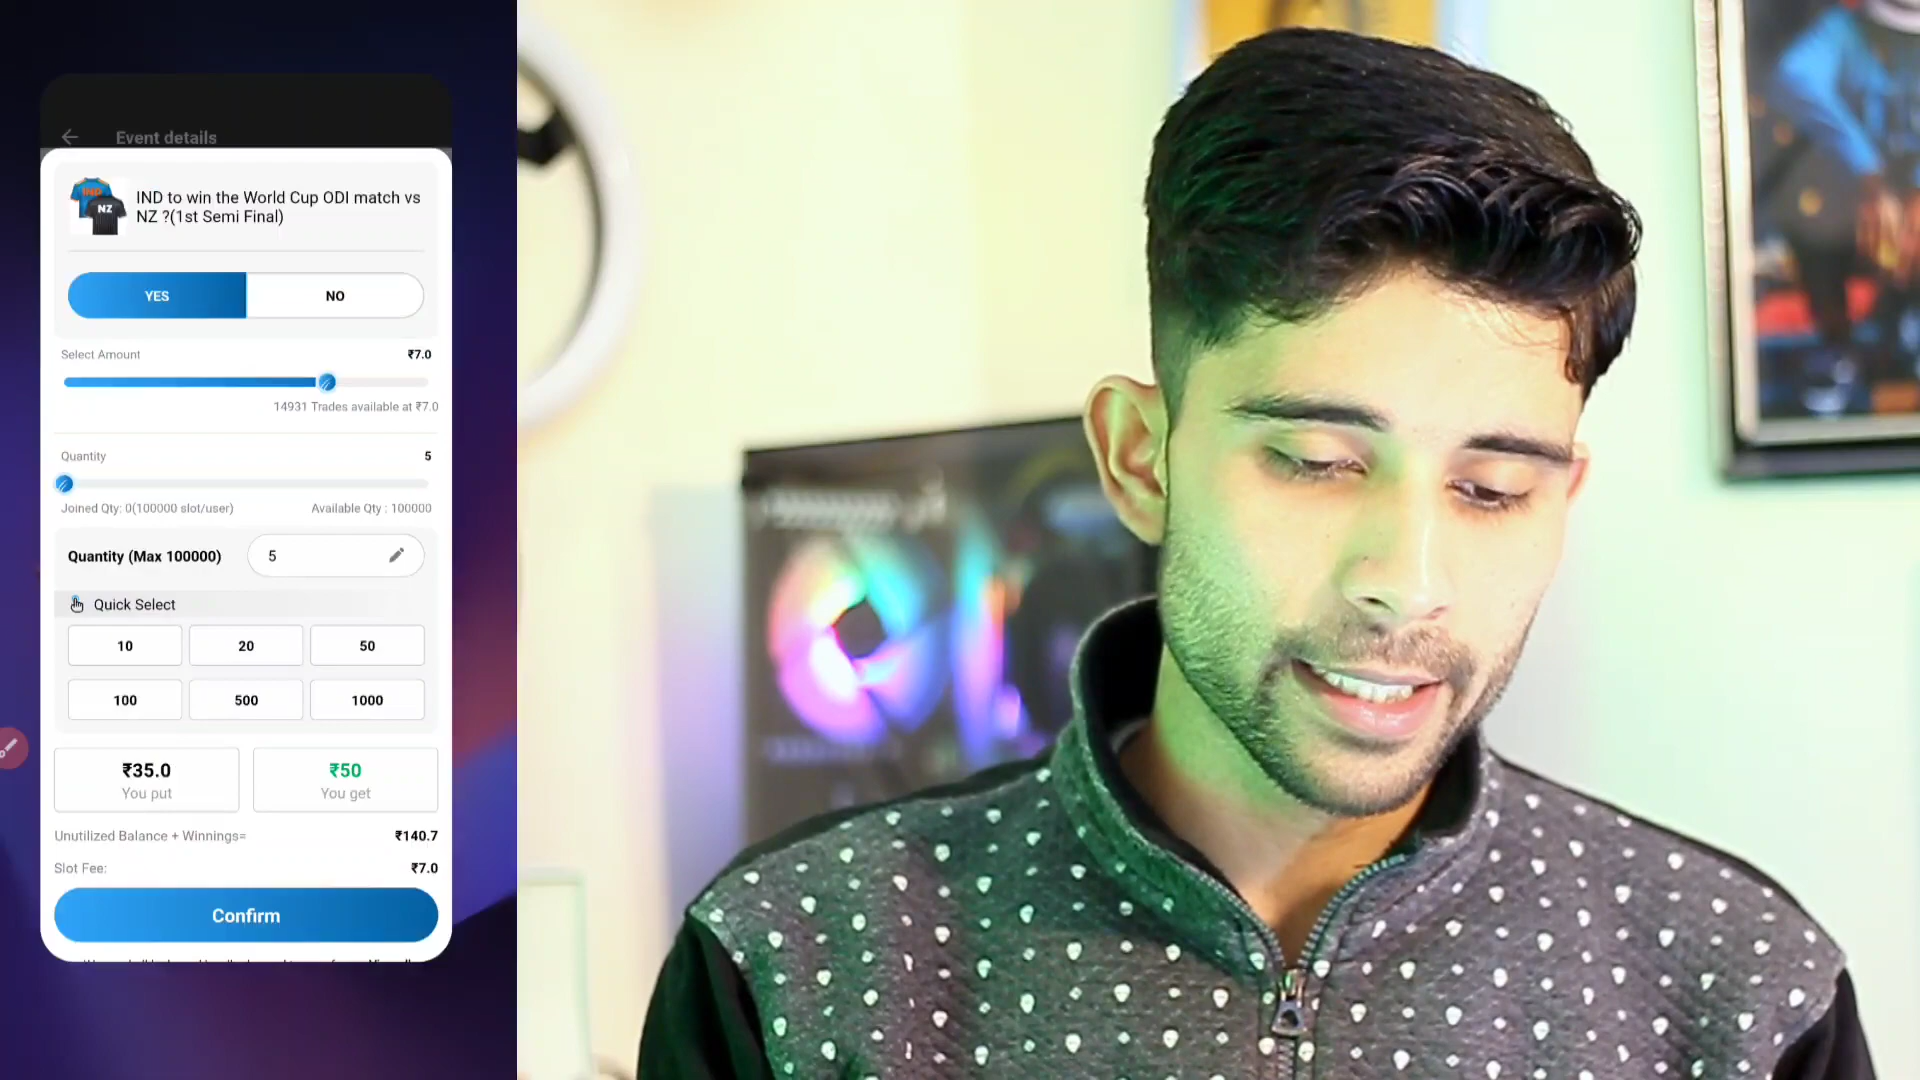 Event details
IND
NZ
IND to win the World Cup ODI match vs
NZ ?(1st Semi Final)
YES
NO
Select Amount
₹7.0
14931 Trades available at ₹7.0
Quantity
5
Joined Qty: 0(100000 slot/user)
Available Qty : 100000
Quantity (Max 100000)
5
Quick Select
10
20
50
100
500
1000
₹35.0
₹50
You put
You get
Unutilized Balance + Winnings=
₹140.7
Slot Fee:
₹7.0
Confirm